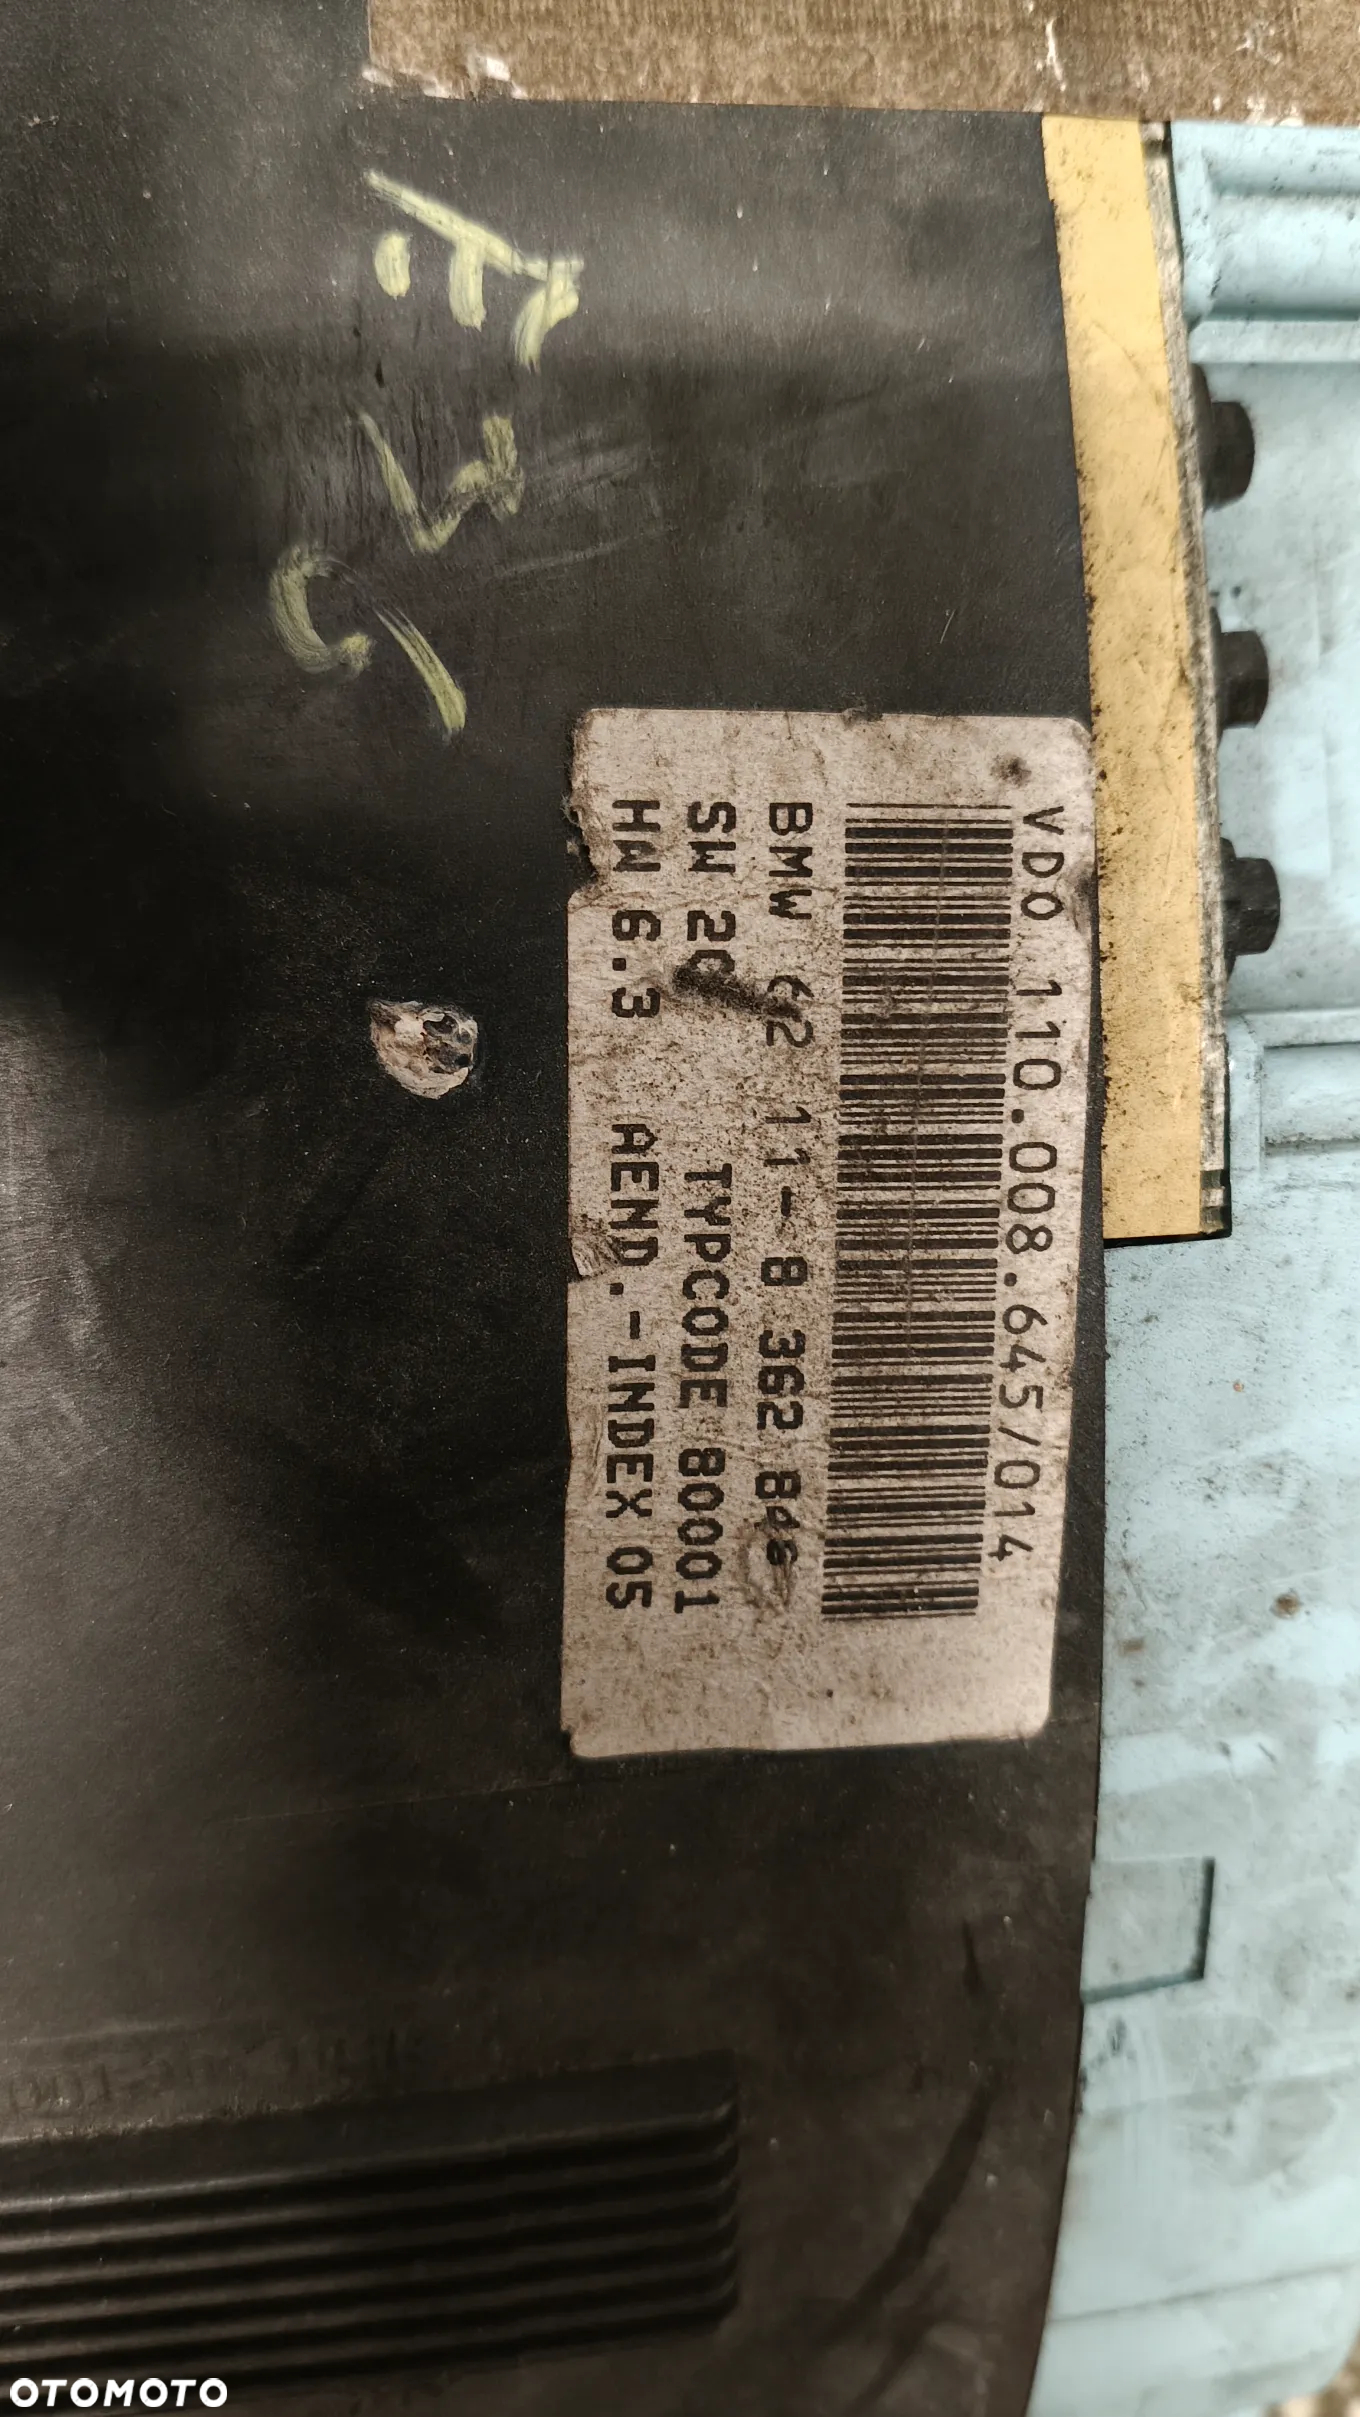 VDO 110.008.645/014
BMW 62 11- 8 362 848
SW 20 TYPCODE 80001
HW 6.3 AEND.-INDEX 05
OTOMOTO